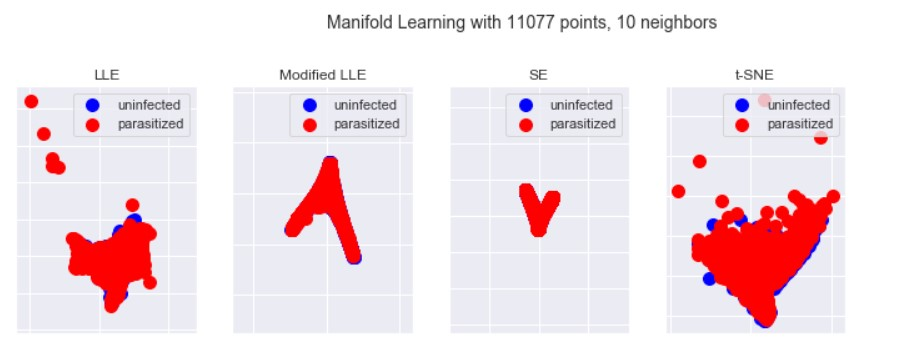 Manifold Learning with 11077 points, 10 neighbors
LLE
uninfected
parasitized
Modified LLE
uninfected
parasitized
SE
uninfected
parasitized
t-SNE
uninfected
parasitized